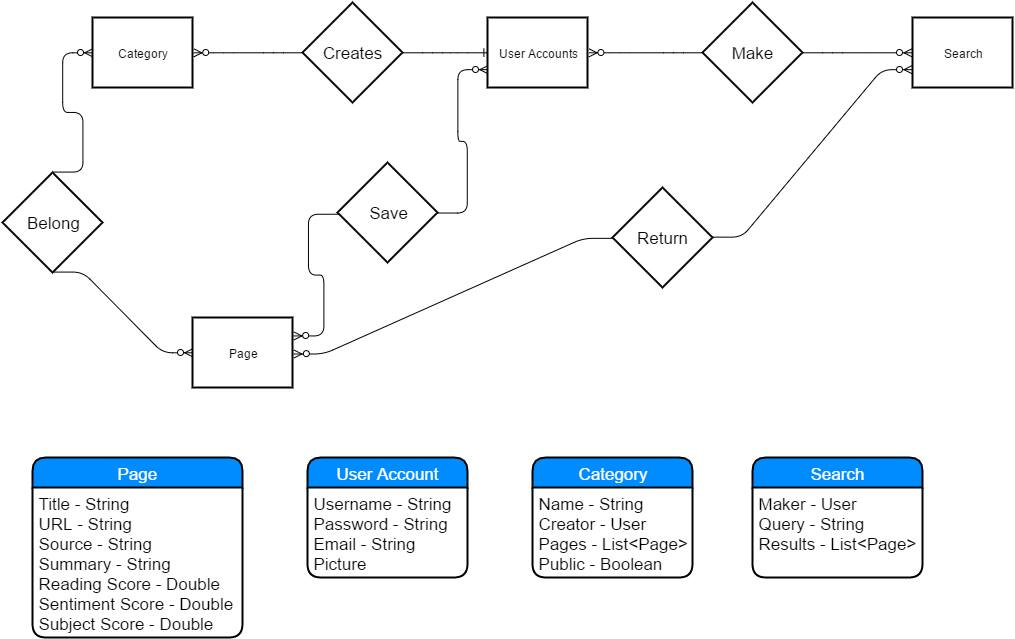 Category
Creates
User Accounts
Make
Search
Belong
Save
Return
Page
Page
Title - String
URL - String
Source - String
Summary - String
Reading Score - Double
Sentiment Score - Double
Subject Score - Double
User Account
Username - String
Password - String
Email - String
Picture
Category
Name - String
Creator - User
Pages - List<Page>
Public - Boolean
Search
Maker - User
Query - String
Results - List<Page>